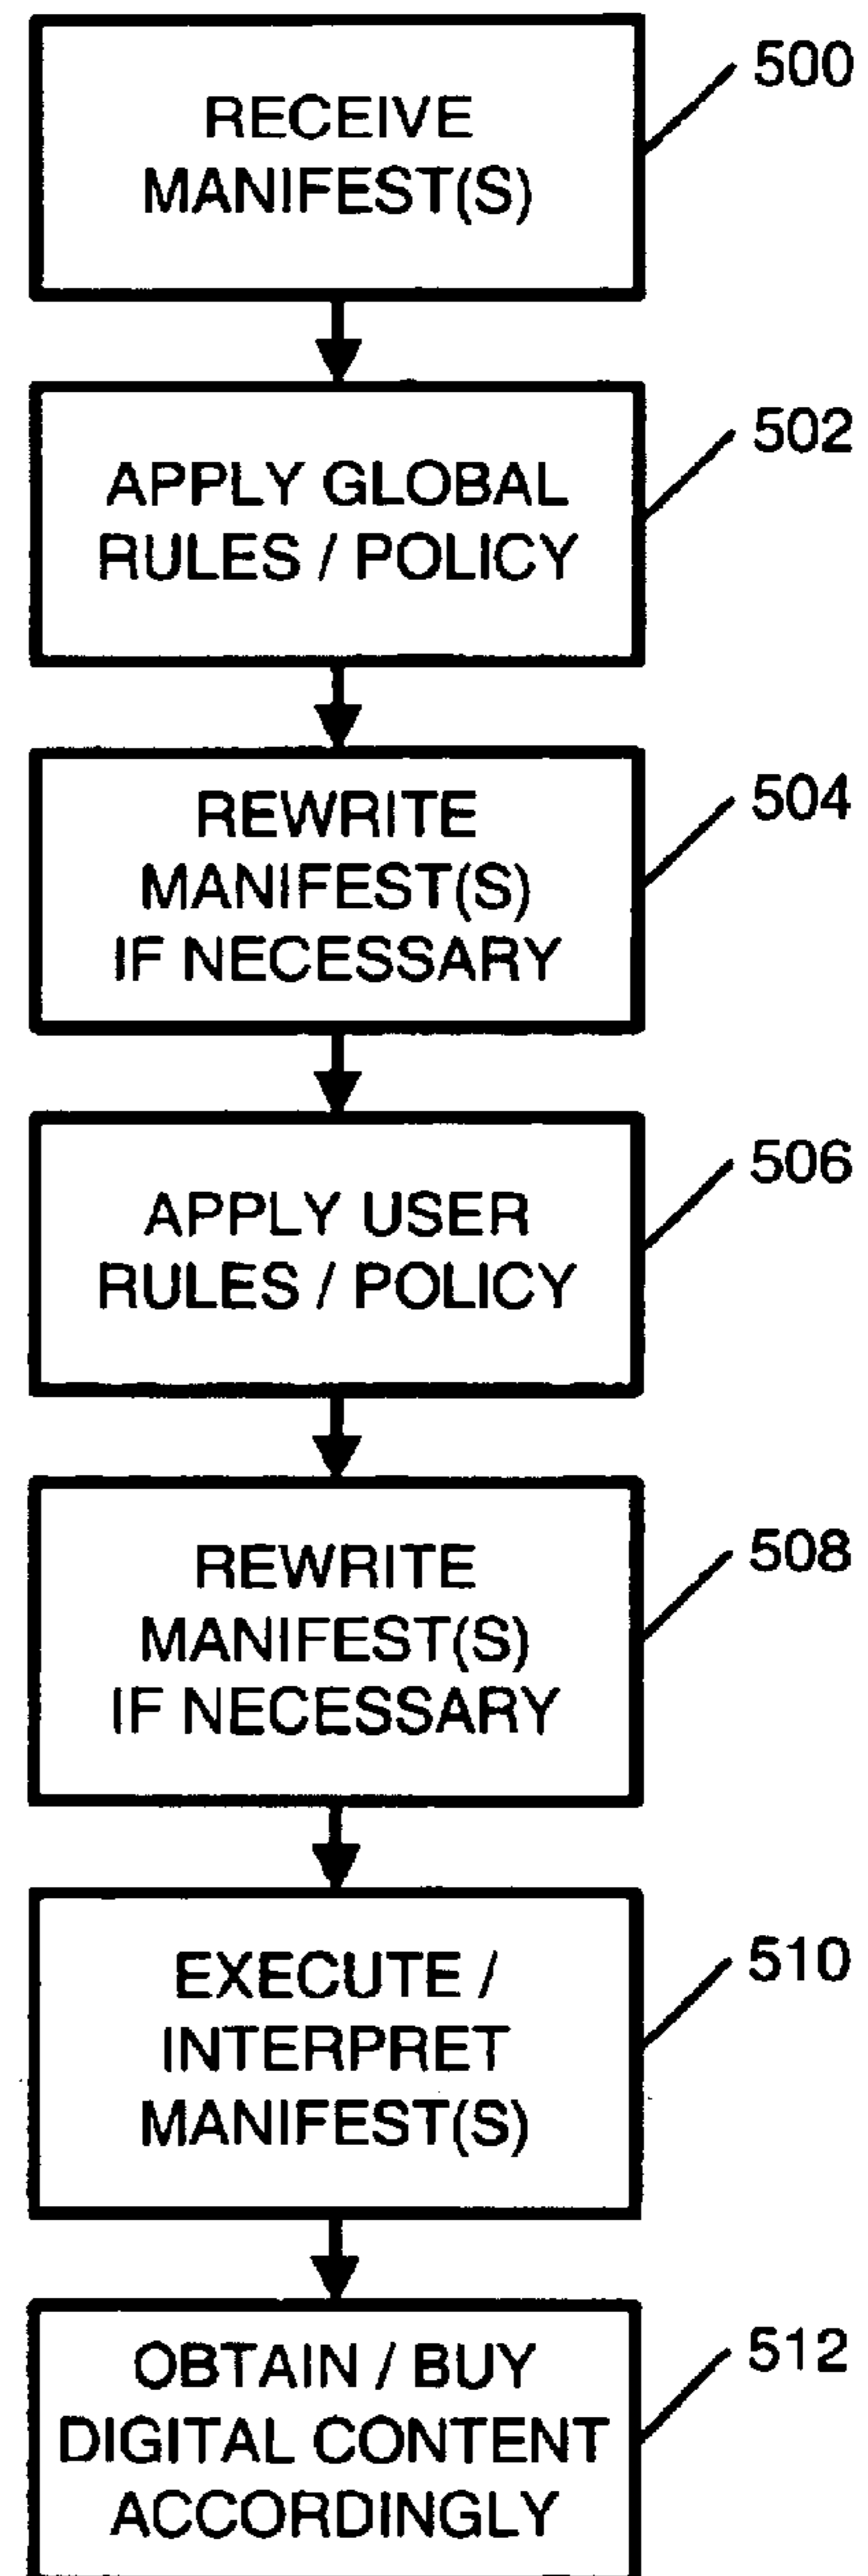 RECEIVE
MANIFEST(S)
500
APPLY GLOBAL
RULES / POLICY
502
REWRITE
MANIFEST(S)
IF NECESSARY
504
APPLY USER
RULES / POLICY
506
REWRITE
MANIFEST(S)
IF NECESSARY
508
EXECUTE /
INTERPRET
MANIFEST(S)
510
OBTAIN / BUY
DIGITAL CONTENT
ACCORDINGLY
512